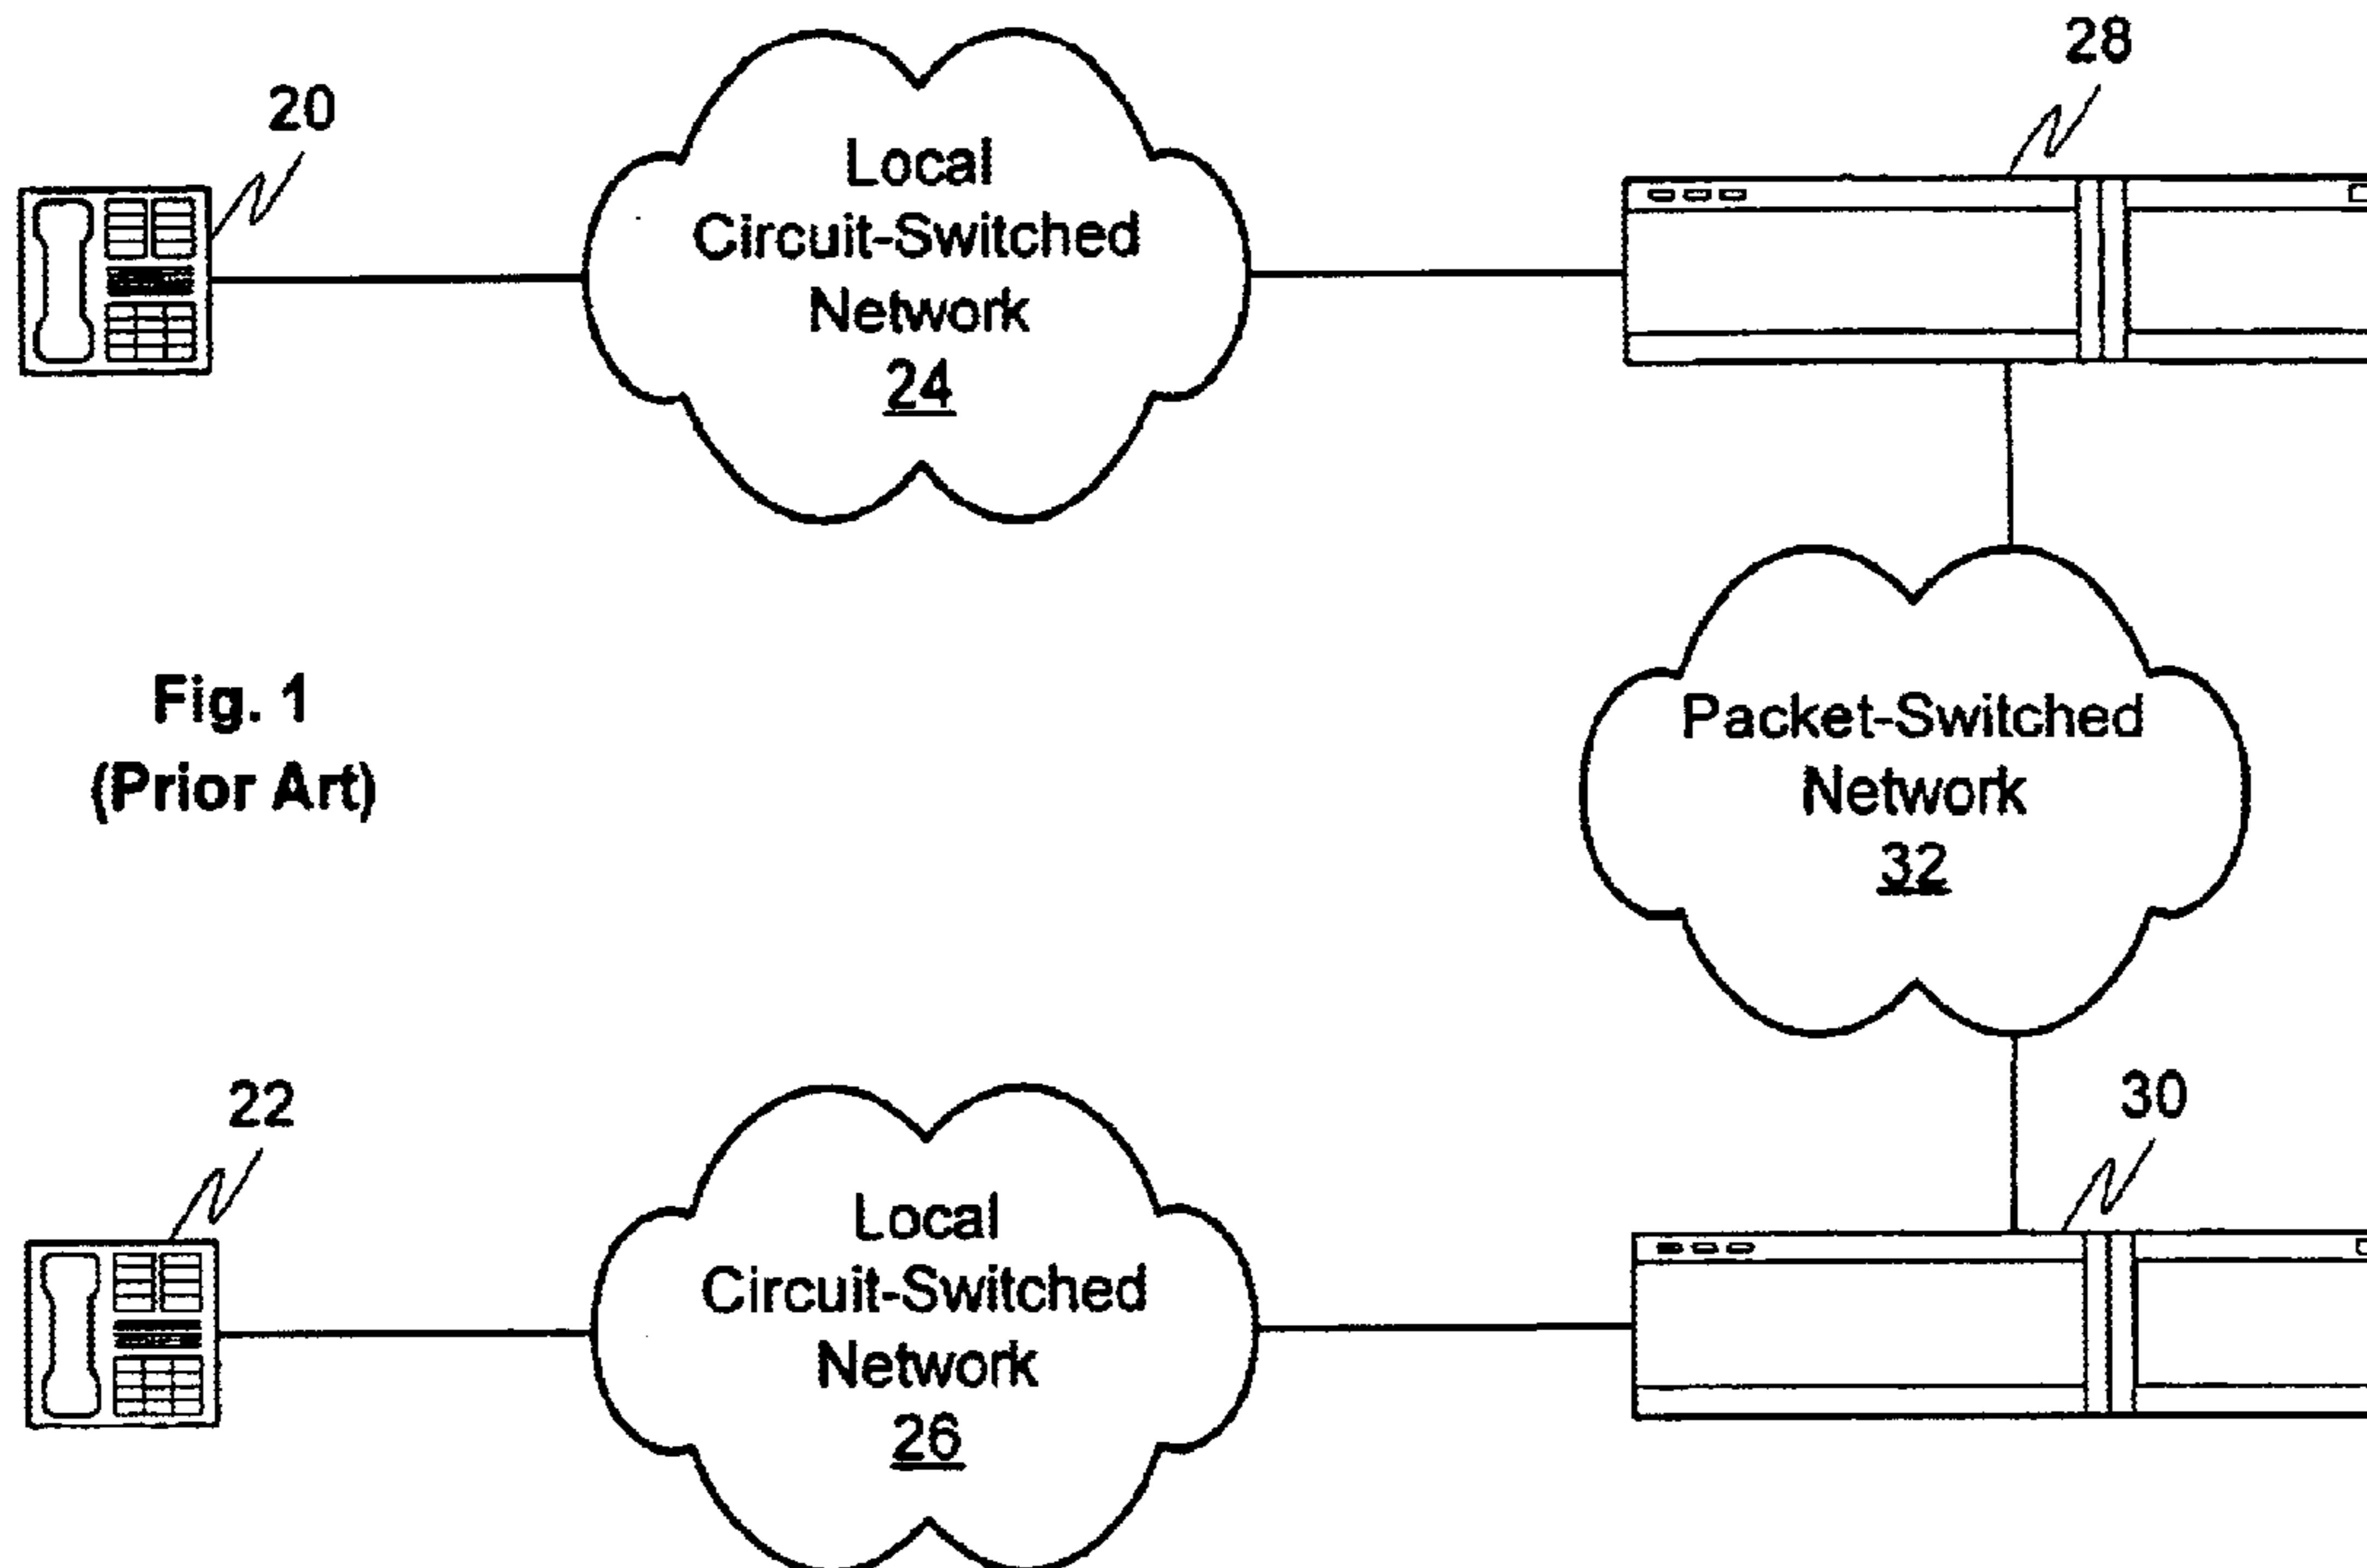 28
20
Local
Circuit-Switched
Network
24
Fig. 1
(Prior Art)
Packet-Switched
Network
32
22
30
Local
Circuit-Switched
Network
26